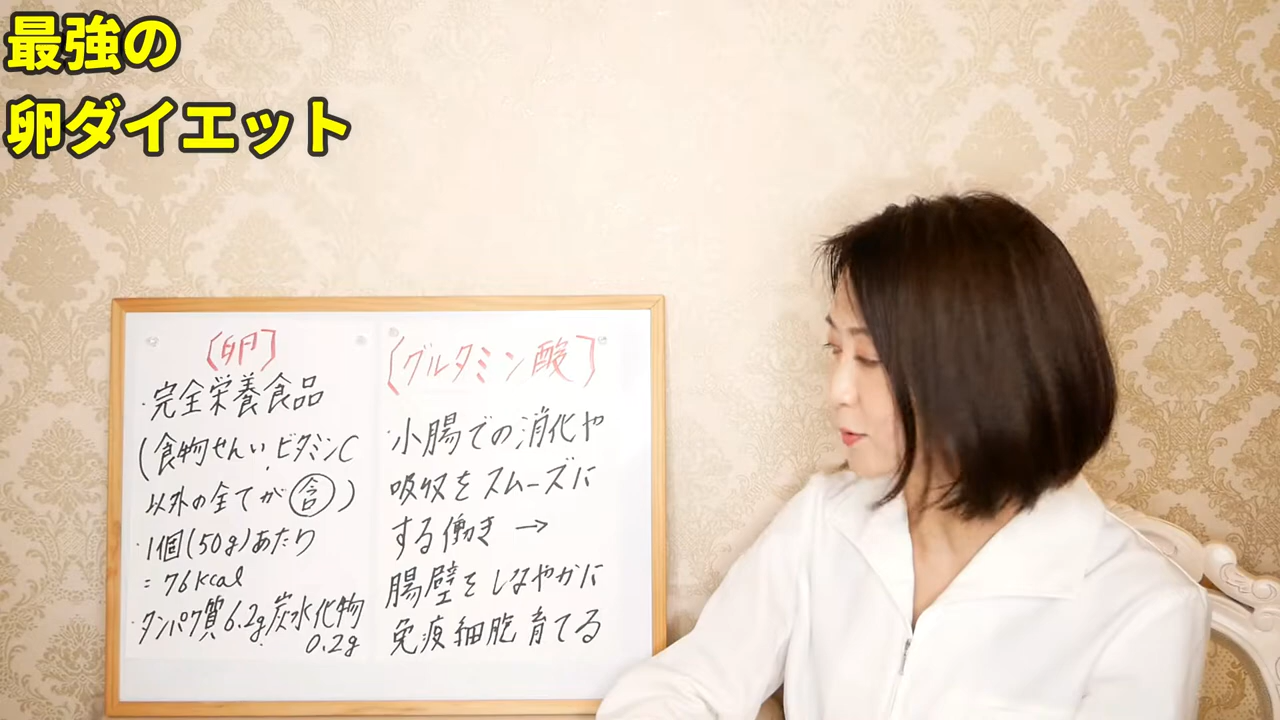 最強の
卵ダイエット
〔卵〕
・完全栄養食品
(食物せんい、ビタミンC
以外の全てが含)
・1個(50g)あたり
=76kcal
・タンパク質6.2g炭水化物
0.2g
〔グルタミン酸〕
・小腸での消化や
吸収をスムーズに
する働き→
腸壁をしなやかに
免疫細胞育てる